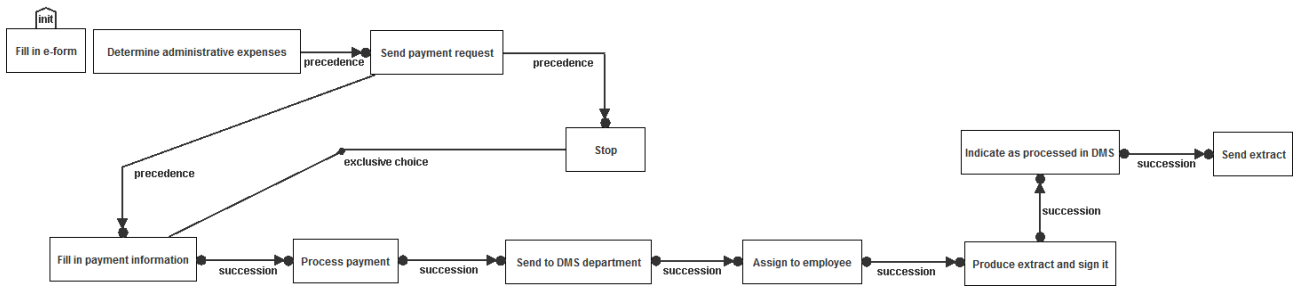 init
Fill in e-form
Determine administrative expenses
precedence
Send payment request
precedence
Stop
exclusive choice
precedence
Indicate as processed in DMS
succession
Send extract
succession
Fill in payment information
succession
Process payment
succession
Send to DMS department
succession
Assign to employee
succession
Produce extract and sign it